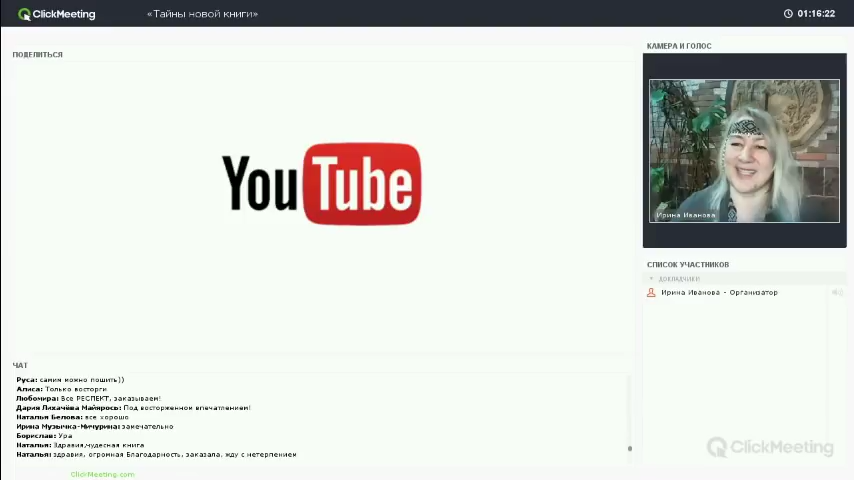 ClickMeeting
«Тайны новой книги»
01:16:22
ПОДЕЛИТЬСЯ
YouTube
КАМЕРА И ГОЛОС
Ирина Иванова
СПИСОК УЧАСТНИКОВ
ДОКЛАДЧИКИ
Ирина Иванова - Организатор
ЧАТ
Руса: самим можно пошить))
Алиса: Только восторги
Любомира: Все РЕСПЕКТ, заказываем!
Дария Лихачёва Майяросо: Под восторженном впечатлением!
Наталья Белова: все хорошо
Ирина Музычка-Мичурина: замечательно
Борислав: Ура
Наталья: Здравия,чудесная книга
Наталья: здравия, огромная Благодарность, заказала, жду с нетерпением
ClickMeeting
ClickMeeting.com